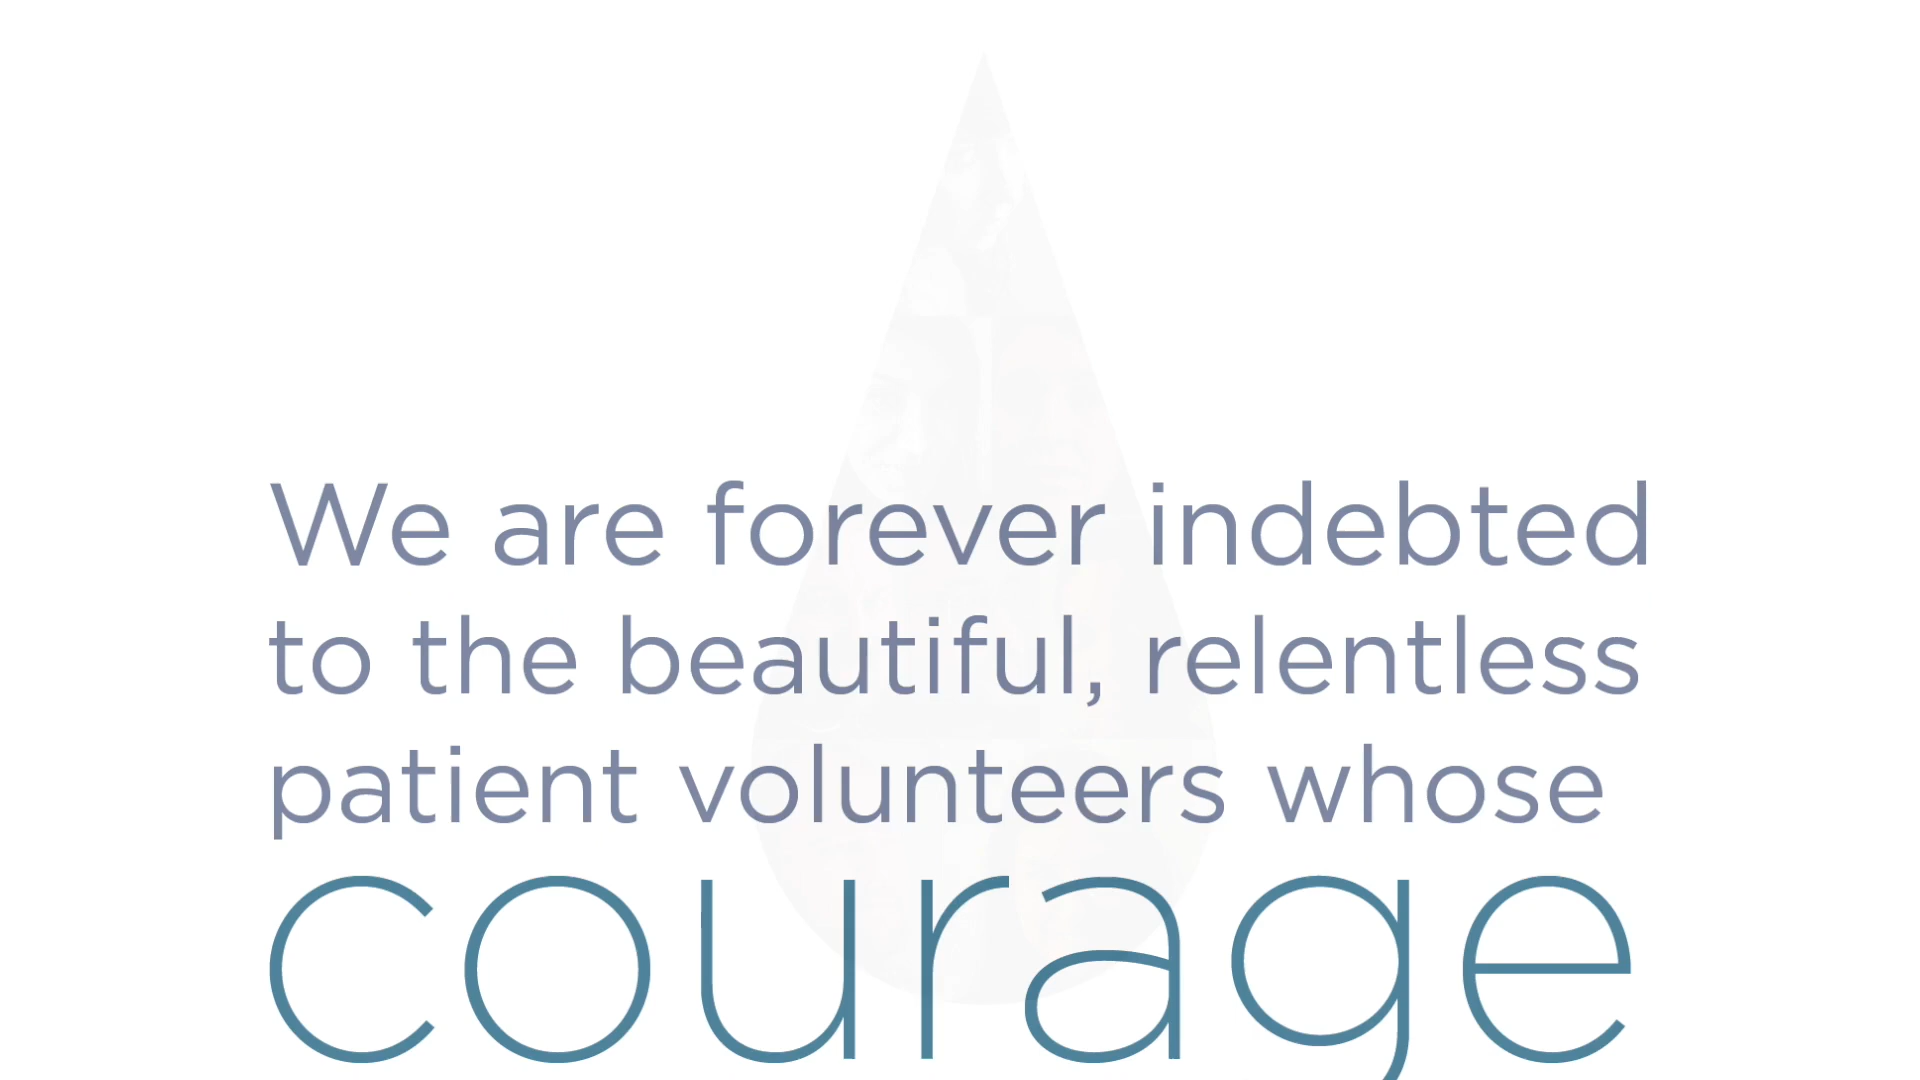 We are forever indebted
to the beautiful, relentless
patient volunteers whose
courage